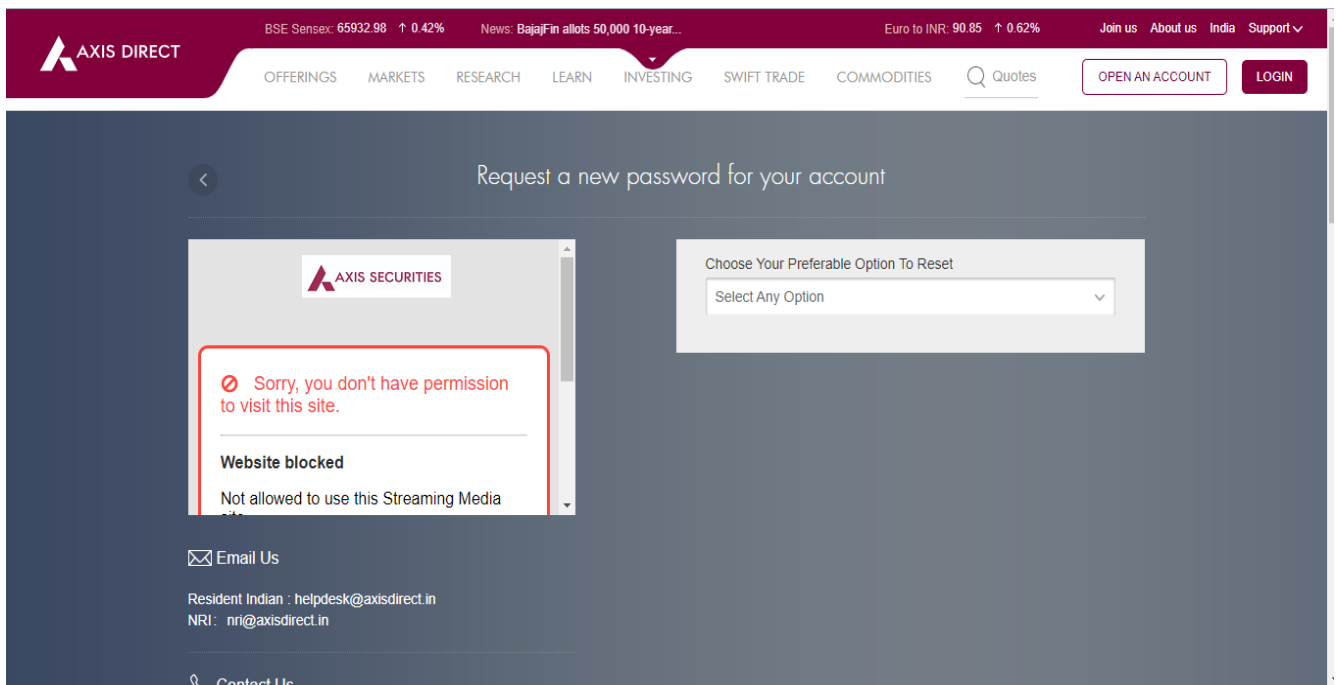 BSE Sensex: 65932.98 ↑ 0.42% News: BajajFin allots 50,000 10-year... Euro to INR: 90.85 ↑ 0.62% Join us About us India Support
AXIS DIRECT
OFFERINGS MARKETS RESEARCH LEARN INVESTING SWIFT TRADE COMMODITIES Quotes OPEN AN ACCOUNT LOGIN
Request a new password for your account
AXIS SECURITIES
Sorry, you don't have permission
to visit this site.
Website blocked
Not allowed to use this Streaming Media
site
Choose Your Preferable Option To Reset
Select Any Option
Email Us
Resident Indian : helpdesk@axisdirect.in
NRI: nri@axisdirect.in
Contact Us